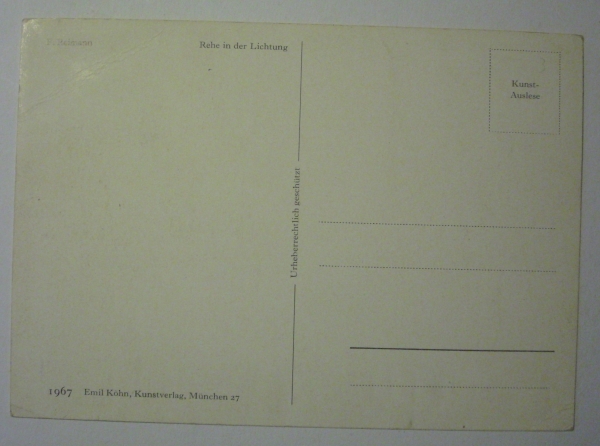 Rehe in der Lichtung
Kunst-
Auslese
Urheberrechtlich geschützt
1967 Emil Köhn, Kunstverlag, München 27